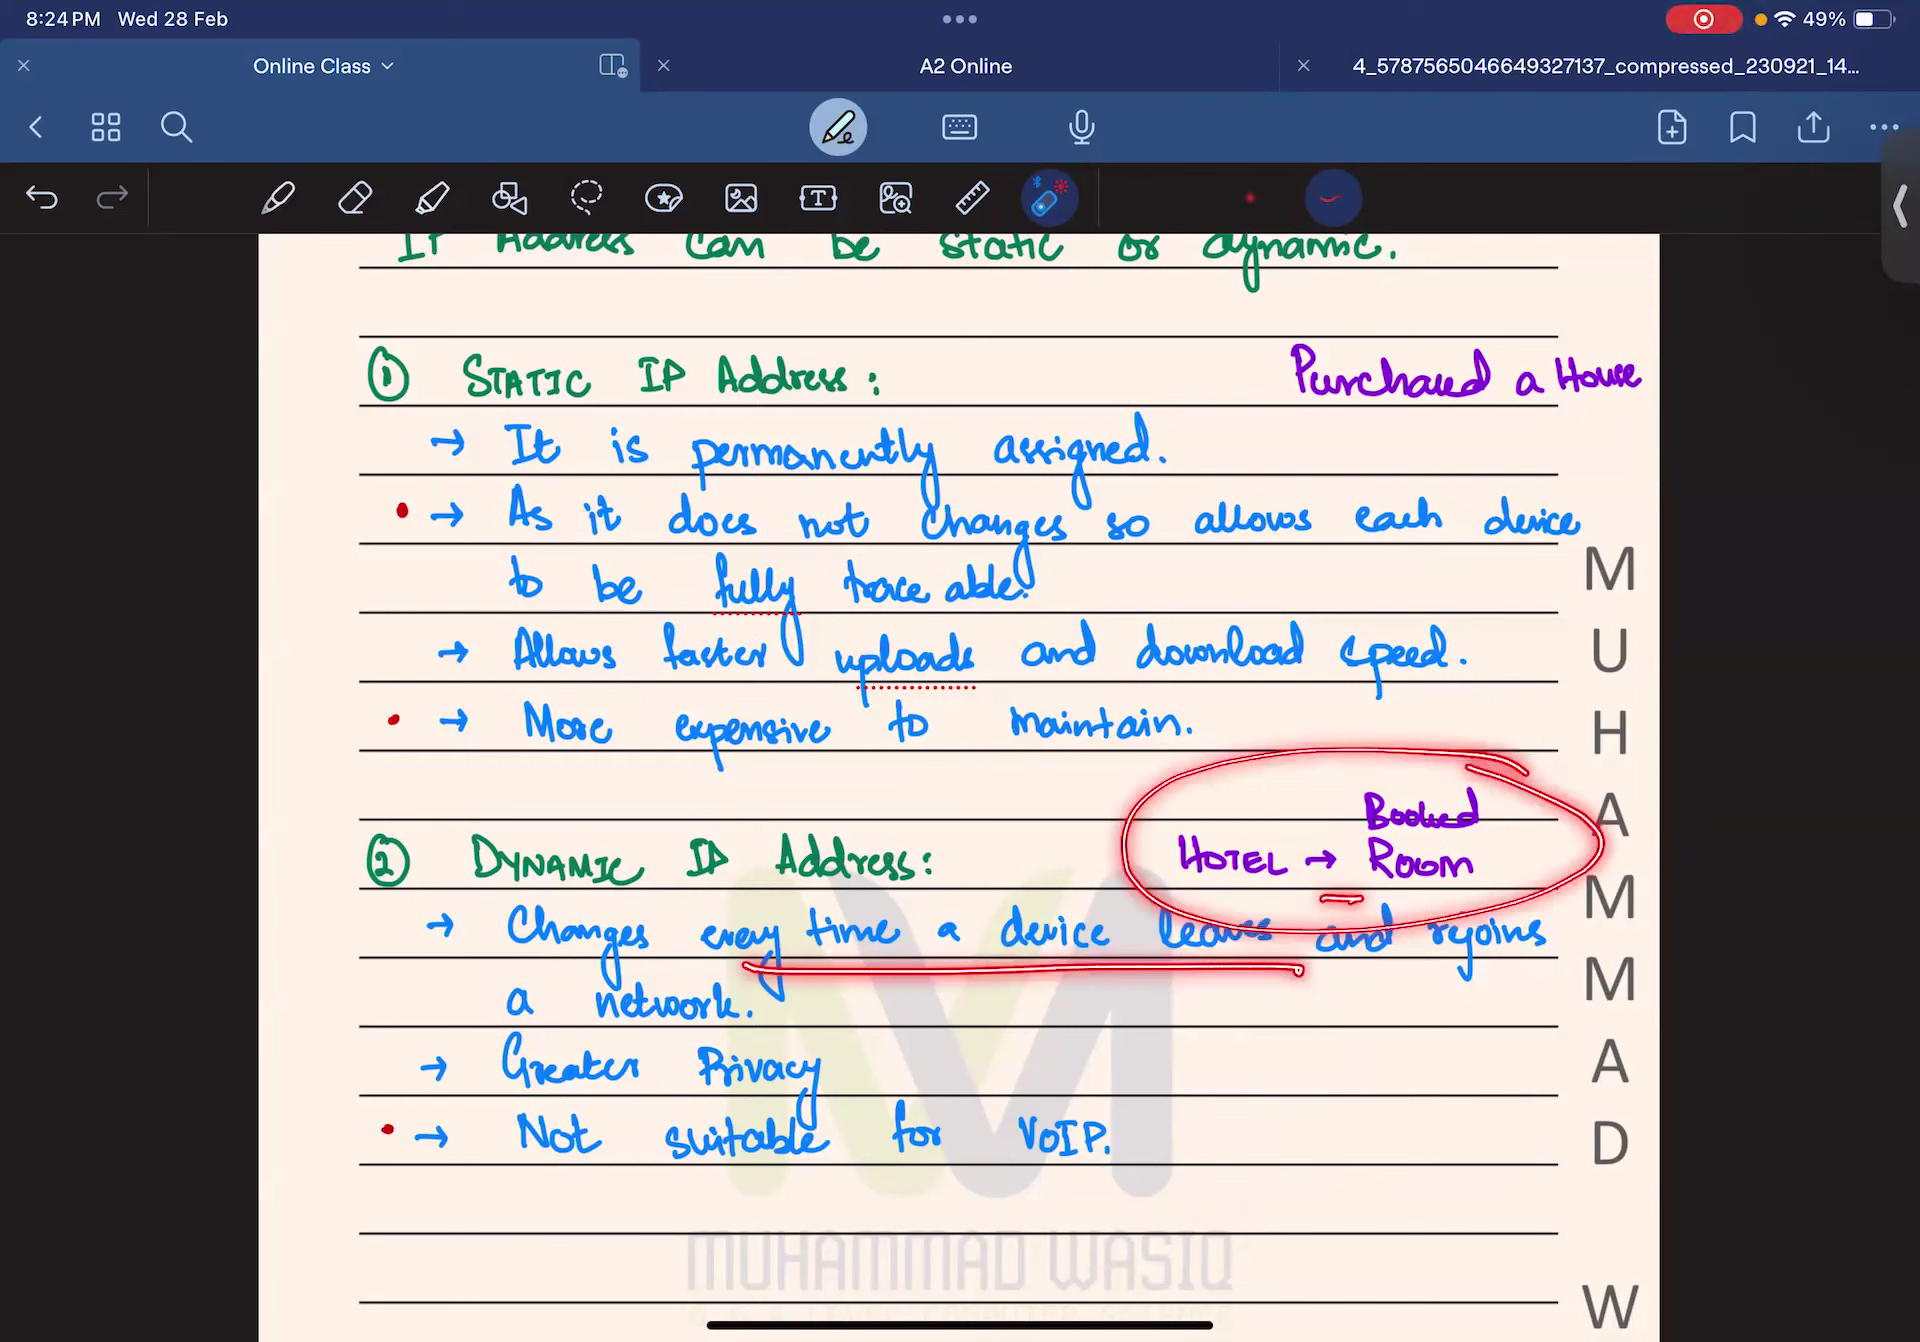 8:24 PM Wed 28 Feb
49%
Online Class
A2 Online
4_5787565046649327137_compressed_230921_14...
IP Address can be static or dynamic.
① STATIC IP Address :
Purchased a House
→ It is permanently assigned.
→ As it does not changes so allows each device
to be fully trace able.
→ Allows faster uploads and download speed.
→ More expensive to maintain.
Booked
HOTEL → ROOM
② DYNAMIC IP Address:
→ Changes every time a device leaves and rejoins
a network.
→ Greater Privacy
→ Not suitable for VOIP.
MUHAMMAD WASIQ
M
U
H
A
M
M
A
D
W